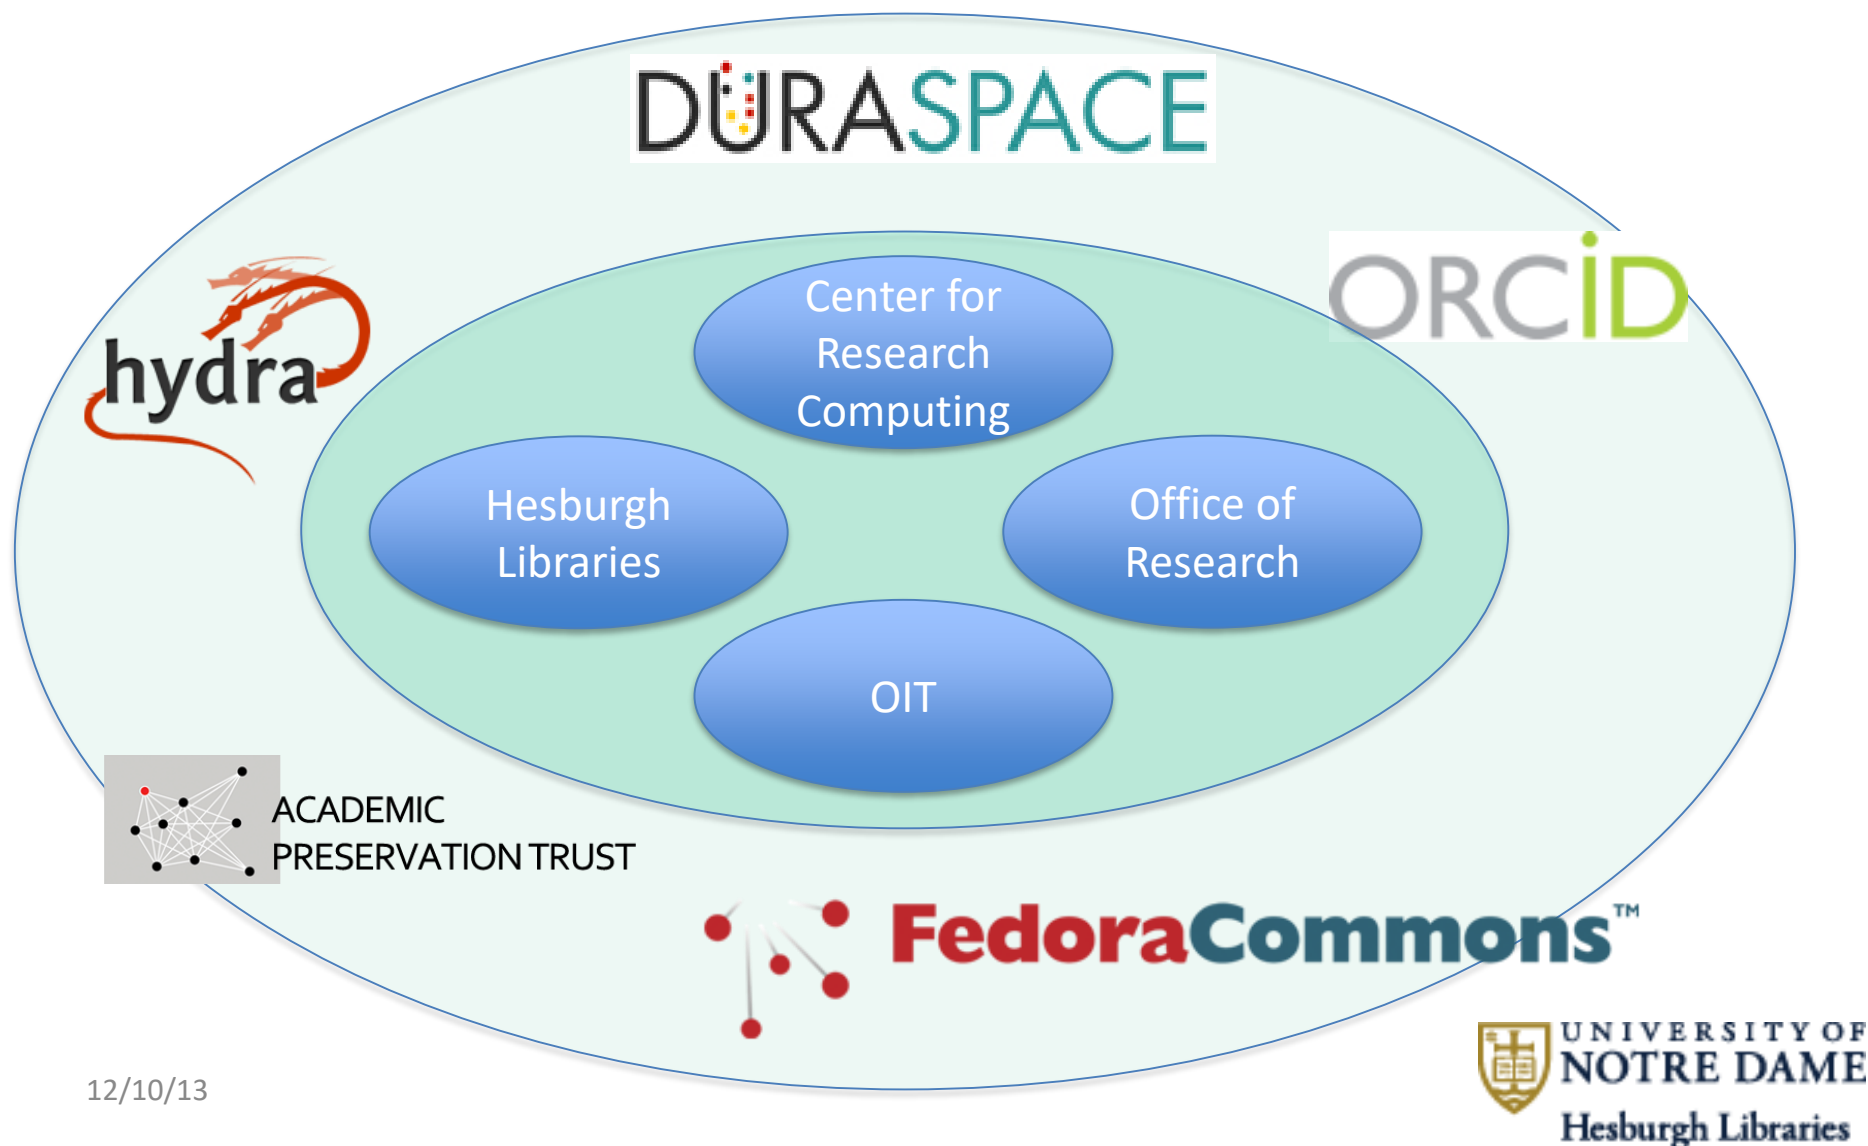 DURASPACE
ORCiD
hydra
Center for
Research
Computing
Hesburgh
Libraries
Office of
Research
OIT
ACADEMIC
PRESERVATION TRUST
FedoraCommons™
12/10/13
UNIVERSITY OF
NOTRE DAME
Hesburgh Libraries